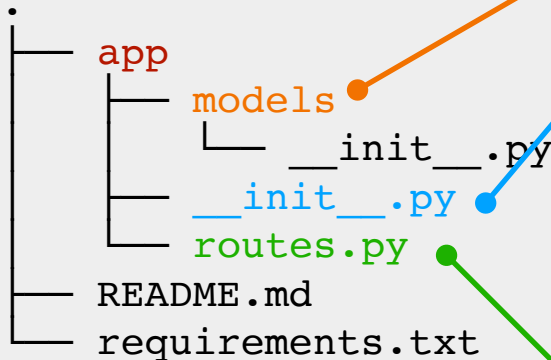 .
├── app
│   ├── models
│   │   └── __init__.py
│   ├── __init__.py
│   └── routes.py
├── README.md
└── requirements.txt